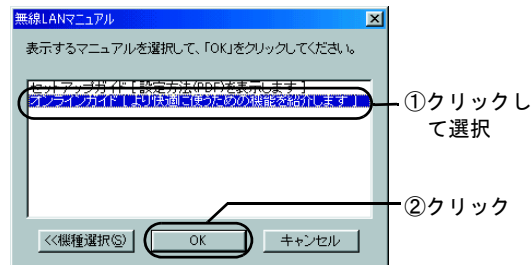 無線LANマニュアル
表示するマニュアルを選択して、「OK」をクリックしてください。
セットアップガイド [ 設定方法(PDF)を表示します ]
オンラインガイド [ より快適に使うための機能を紹介します ]
①クリックし
て選択
②クリック
<<機種選択(S)
OK
キャンセル